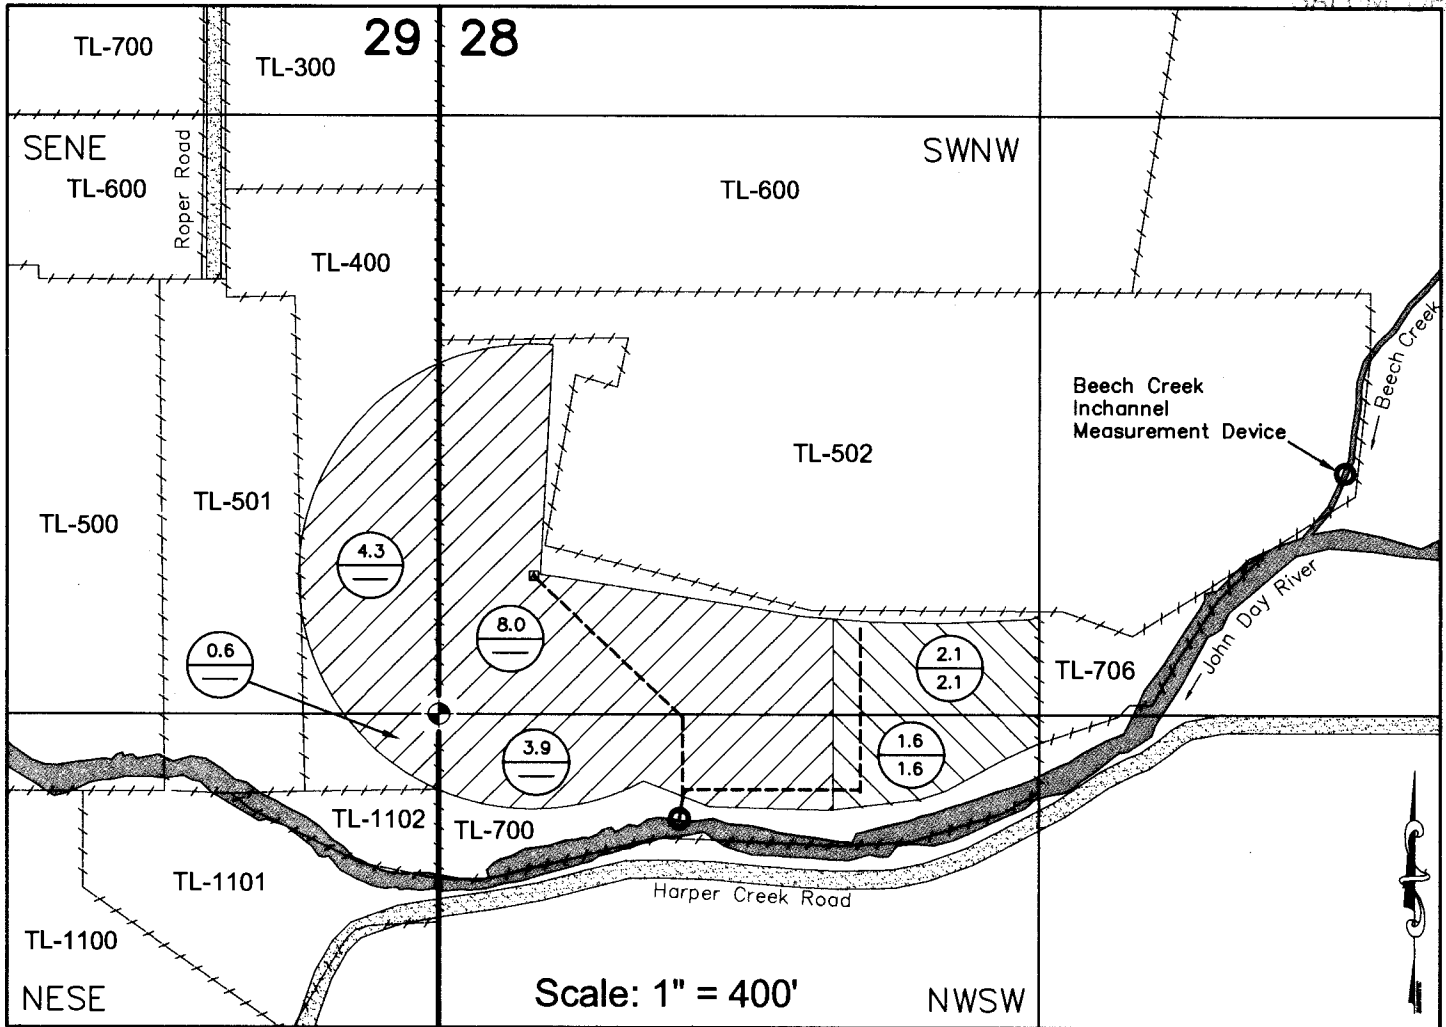 29 28
TL-700
TL-300
SENE
SWNW
TL-600
Roper Road
TL-600
TL-400
Beech Creek
Beech Creek
Inchannel
Measurement Device
TL-502
TL-501
TL-500
4.3
8.0
0.6
2.1
2.1
John Day River
TL-706
3.9
1.6
1.6
TL-1102
TL-700
TL-1101
Harper Creek Road
TL-1100
NESE
Scale: 1" = 400'
NWSW